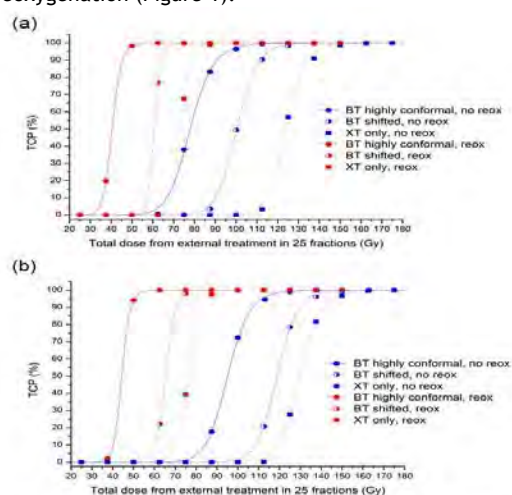 (a)
100
90
80
70
60
50
40
30
20
10
0
TCP (%)
BT highly conformal, no reox
BT shifted, no reox
XT only, no reox
BT highly conformal, reox
BT shifted, reox
XT only, reox
20 30 40 50 60 70 80 90 100 110 120 130 140 150 160 170 180
Total dose from external treatment in 25 fractions (Gy)
(b)
100
90
80
70
60
50
40
30
20
10
0
TCP (%)
BT highly conformal, no reox
BT shifted, no reox
XT only, no reox
BT highly conformal, reox
BT shifted, reox
XT only, reox
20 30 40 50 60 70 80 90 100 110 120 130 140 150 160 170 180
Total dose from external treatment in 25 fractions (Gy)